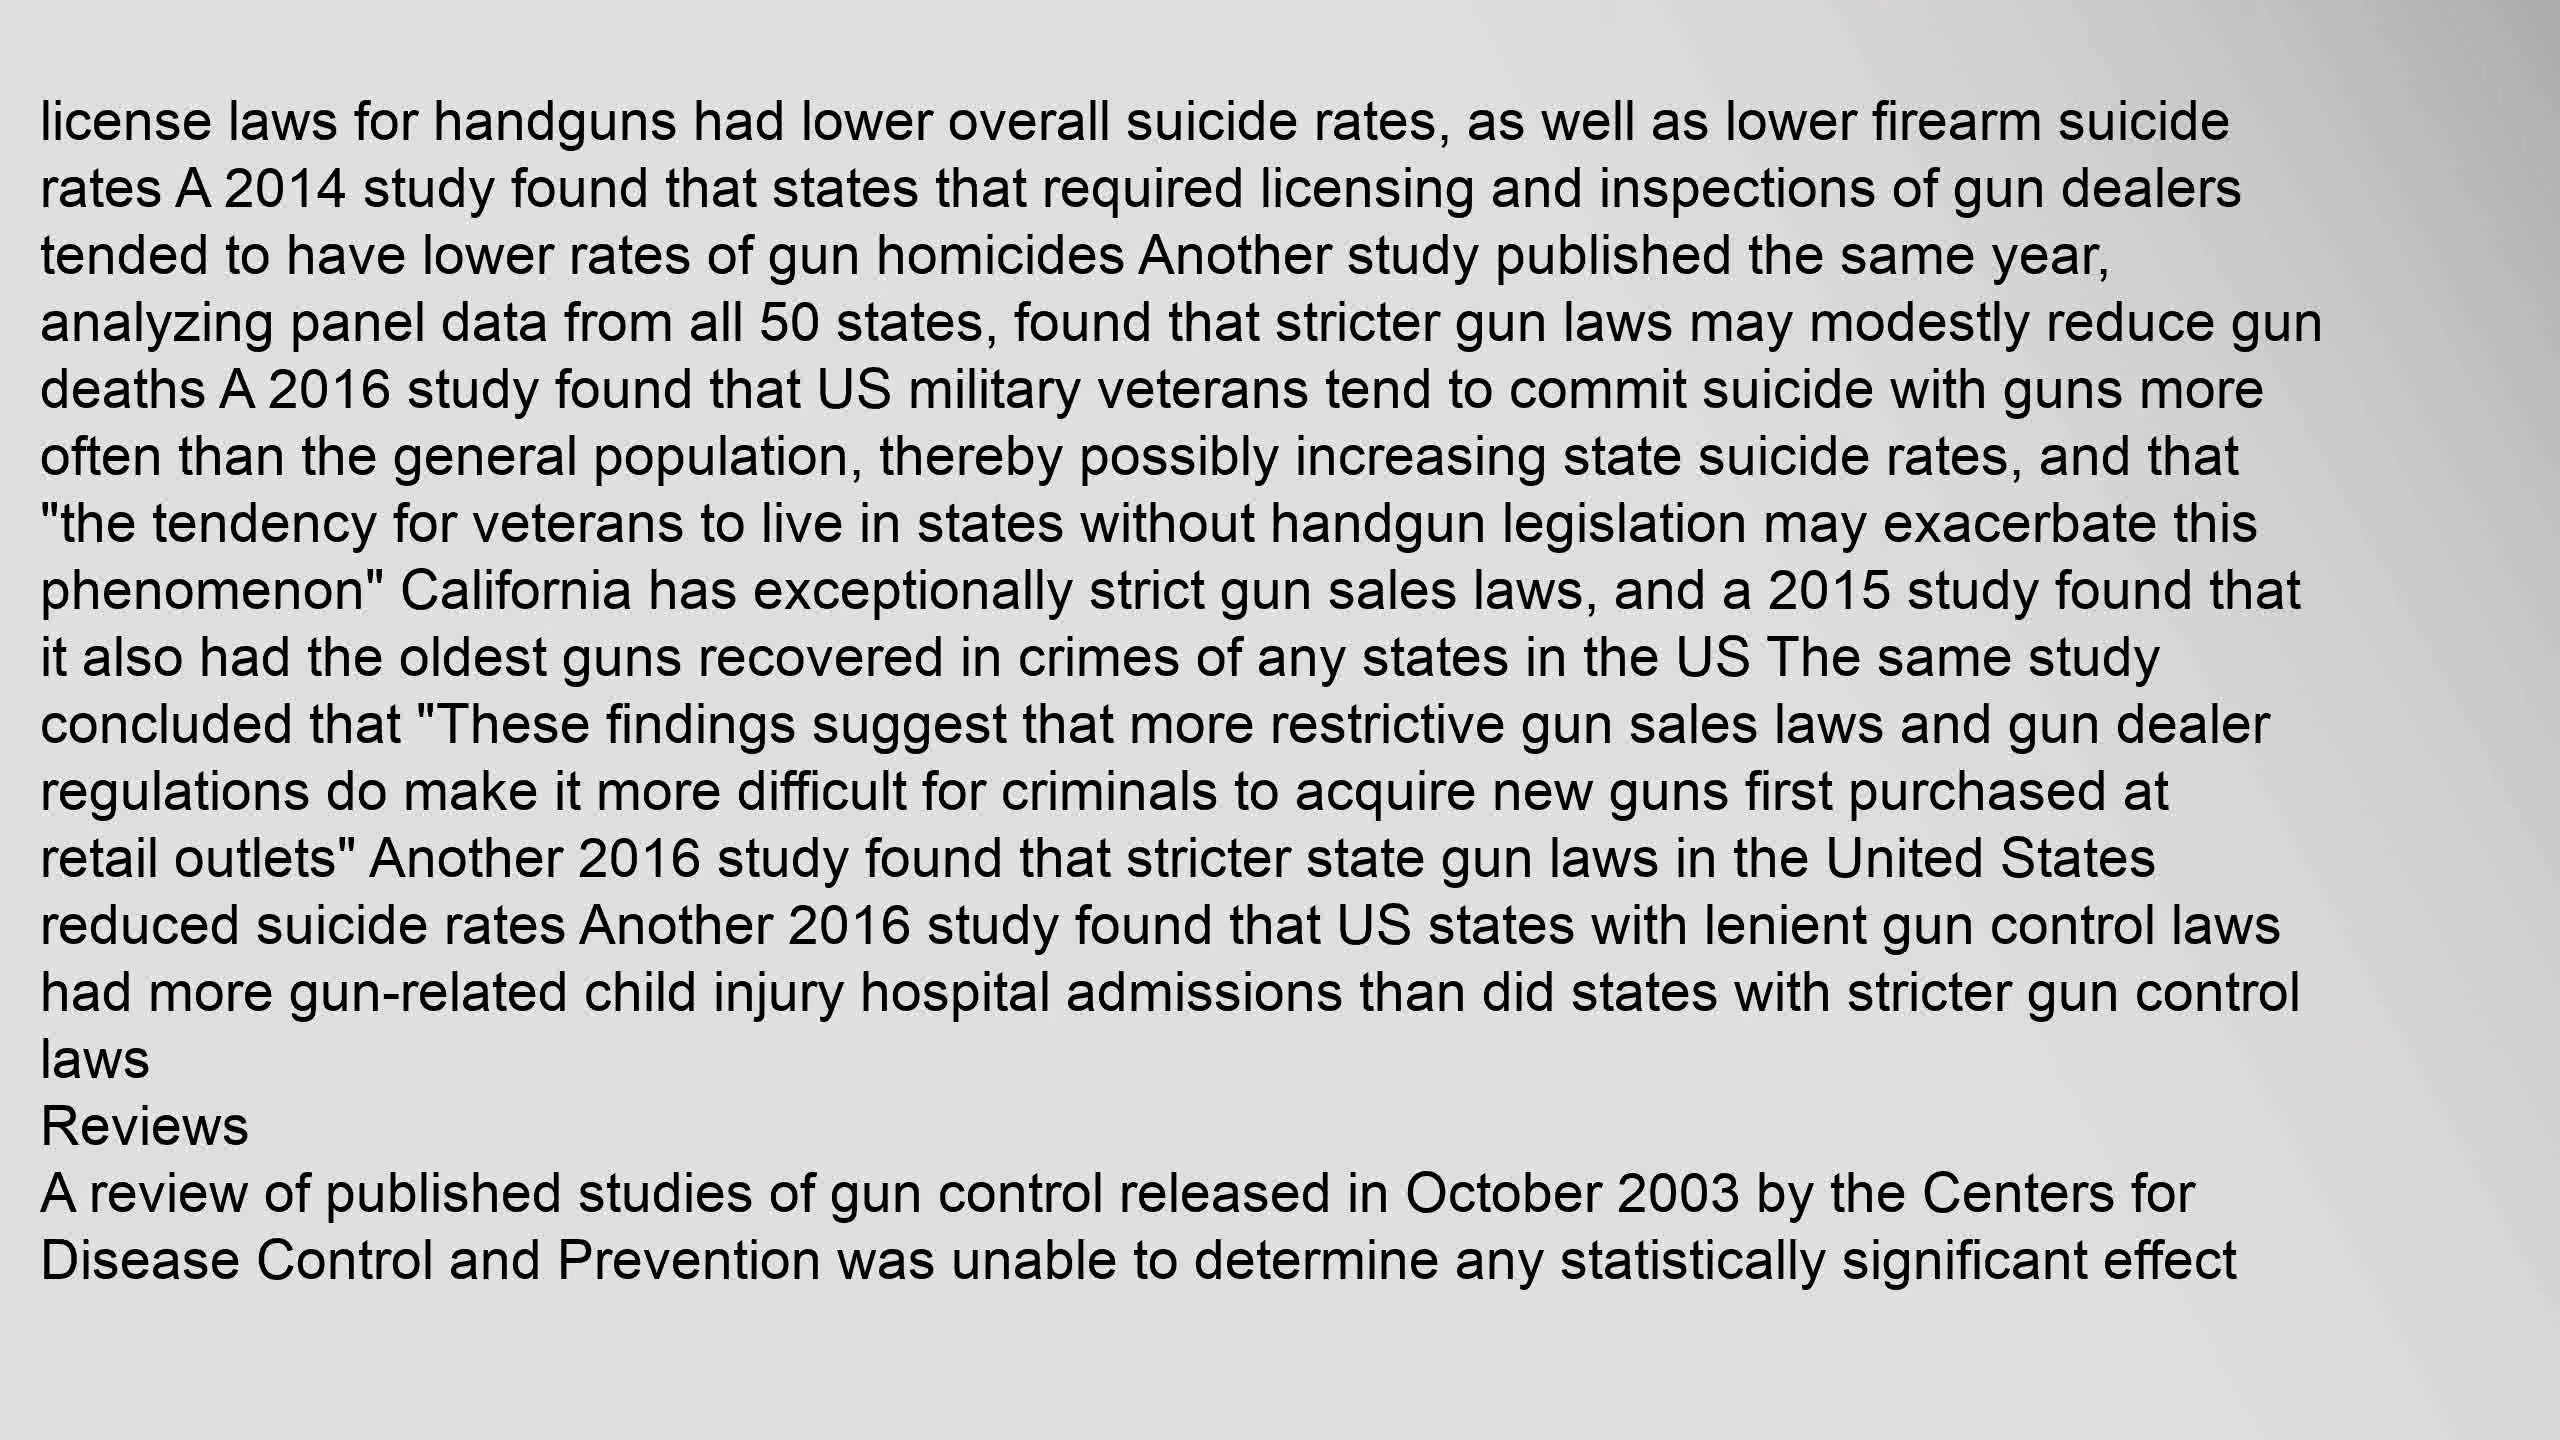 license laws for handguns had lower overall suicide rates, as well as lower firearm suicide
rates A 2014 study found that states that required licensing and inspections of gun dealers
tended to have lower rates of gun homicides Another study published the same year,
analyzing panel data from all 50 states, found that stricter gun laws may modestly reduce gun
deaths A 2016 study found that US military veterans tend to commit suicide with guns more
often than the general population, thereby possibly increasing state suicide rates, and that
"the tendency for veterans to live in states without handgun legislation may exacerbate this
phenomenon" California has exceptionally strict gun sales laws, and a 2015 study found that
it also had the oldest guns recovered in crimes of any states in the US The same study
concluded that "These findings suggest that more restrictive gun sales laws and gun dealer
regulations do make it more difficult for criminals to acquire new guns first purchased at
retail outlets" Another 2016 study found that stricter state gun laws in the United States
reduced suicide rates Another 2016 study found that US states with lenient gun control laws
had more gun-related child injury hospital admissions than did states with stricter gun control
laws
Reviews
A review of published studies of gun control released in October 2003 by the Centers for
Disease Control and Prevention was unable to determine any statistically significant effect